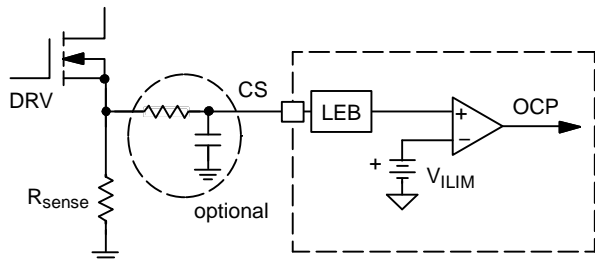 DRV
CS
LEB
OCP
+
−
+
VILIM
Rsense
optional